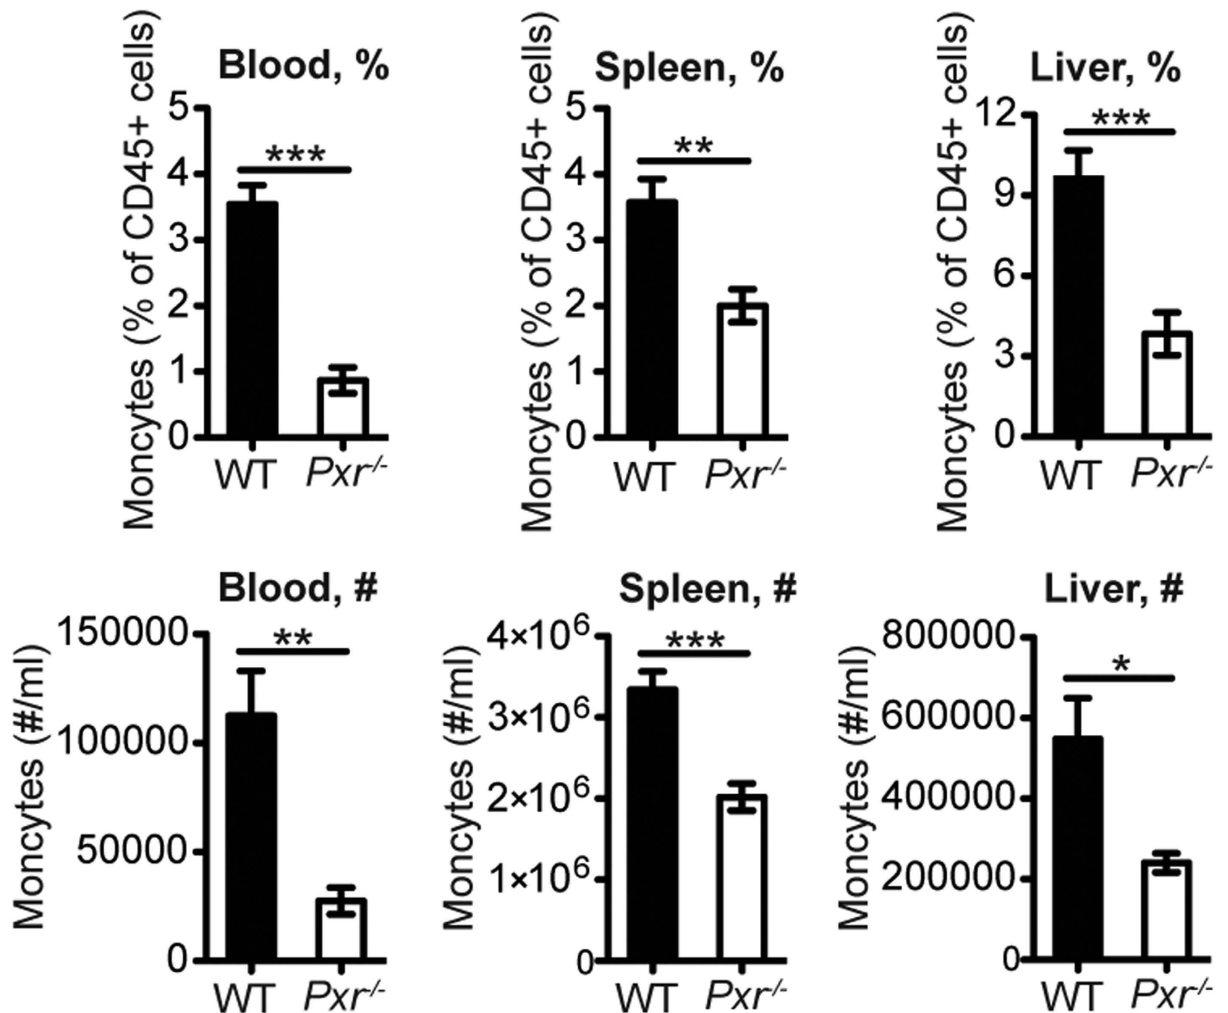 Blood, %
Moncytes (% of CD45+ cells)
5
4
3
2
1
0
***
WT
Pxr-/-
Spleen, %
Moncytes (% of CD45+ cells)
5
4
3
2
1
0
**
WT
Pxr-/-
Liver, %
Moncytes (% of CD45+ cells)
12
9
6
3
0
***
WT
Pxr-/-
Blood, #
Moncytes (#/ml)
150000
100000
50000
0
**
WT
Pxr-/-
Spleen, #
Moncytes (#/ml)
4×10⁶
3×10⁶
2×10⁶
1×10⁶
0
***
WT
Pxr-/-
Liver, #
Moncytes (#/ml)
800000
600000
400000
200000
0
*
WT
Pxr-/-